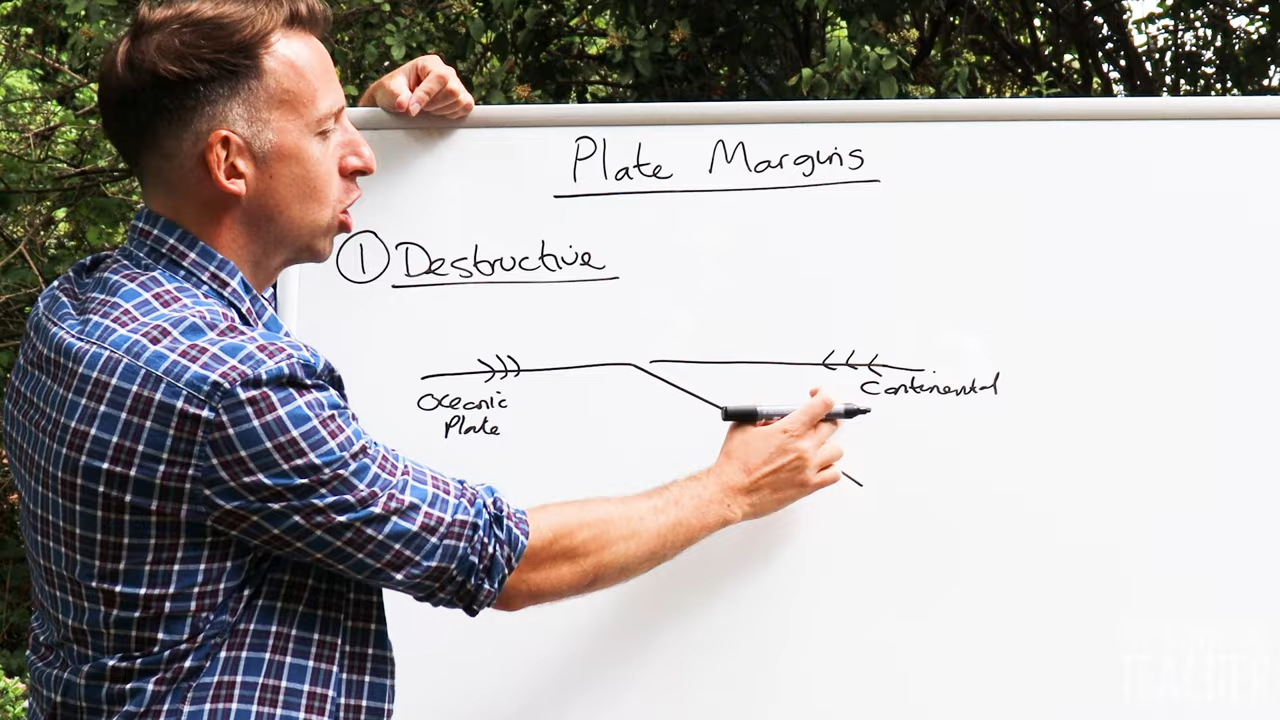 Plate Margins
① Destructive
Oceanic
Plate
Continental